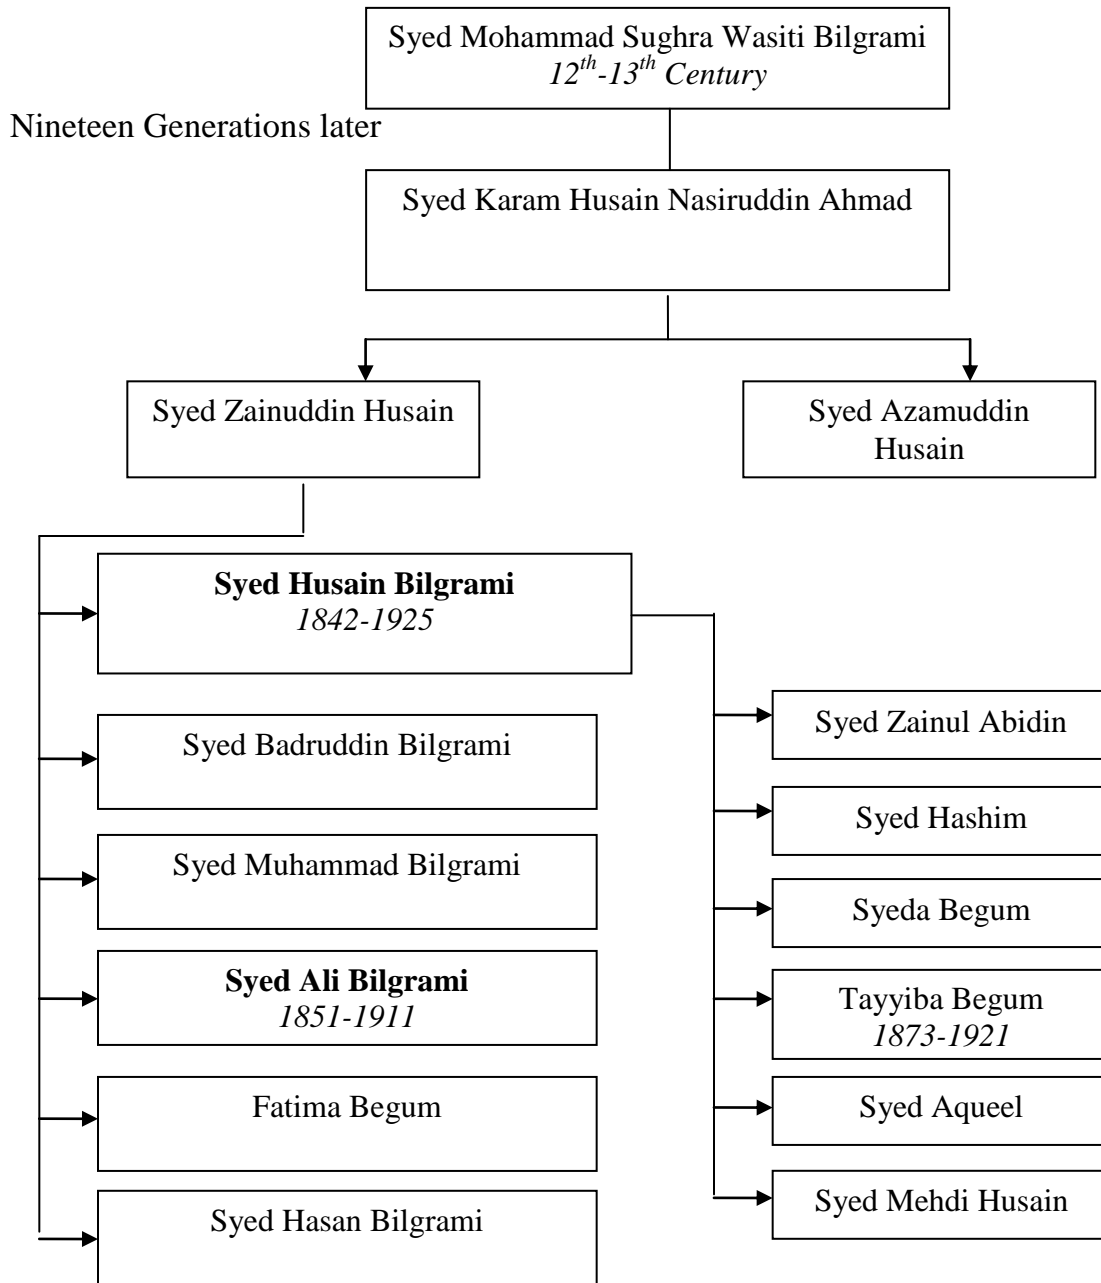 Syed Mohammad Sughra Wasiti Bilgrami
12th-13th Century
Nineteen Generations later
Syed Karam Husain Nasiruddin Ahmad
Syed Zainuddin Husain
Syed Azamuddin
Husain
Syed Husain Bilgrami
1842-1925
Syed Badruddin Bilgrami
Syed Muhammad Bilgrami
Syed Ali Bilgrami
1851-1911
Fatima Begum
Syed Hasan Bilgrami
Syed Zainul Abidin
Syed Hashim
Syeda Begum
Tayyiba Begum
1873-1921
Syed Aqueel
Syed Mehdi Husain